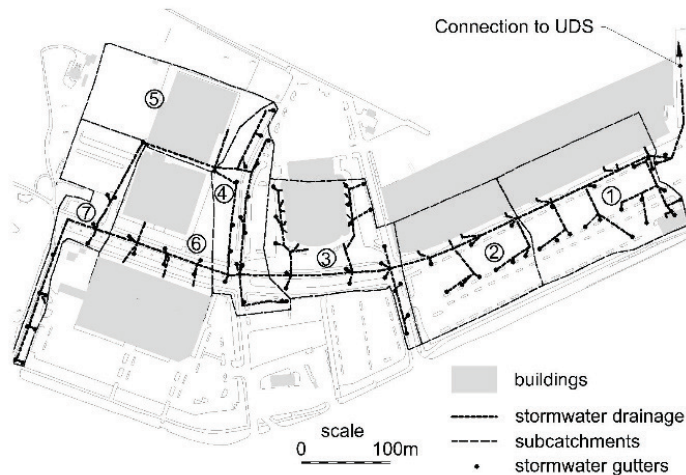 Connection to UDS
⑤
①
④
⑦
⑥
③
②
buildings
stormwater drainage
subcatchments
stormwater gutters
scale
0 100m